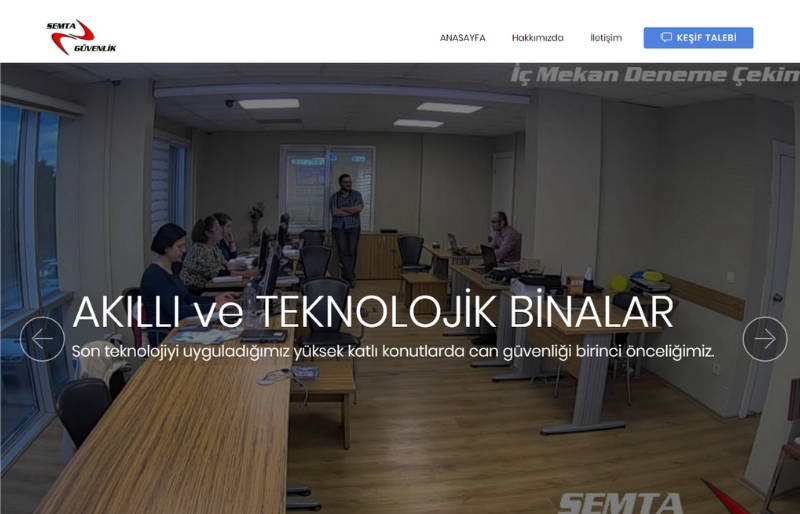 SEMTA
GÜVENLİK
ANASAYFA
Hakkımızda
İletişim
KEŞİF TALEBİ
İç Mekan Deneme Çekim
AKILLI ve TEKNOLOJİK BİNALAR
Son teknolojiyi uyguladığımız yüksek katlı konutlarda can güvenliği birinci önceliğimiz.
SEMTA